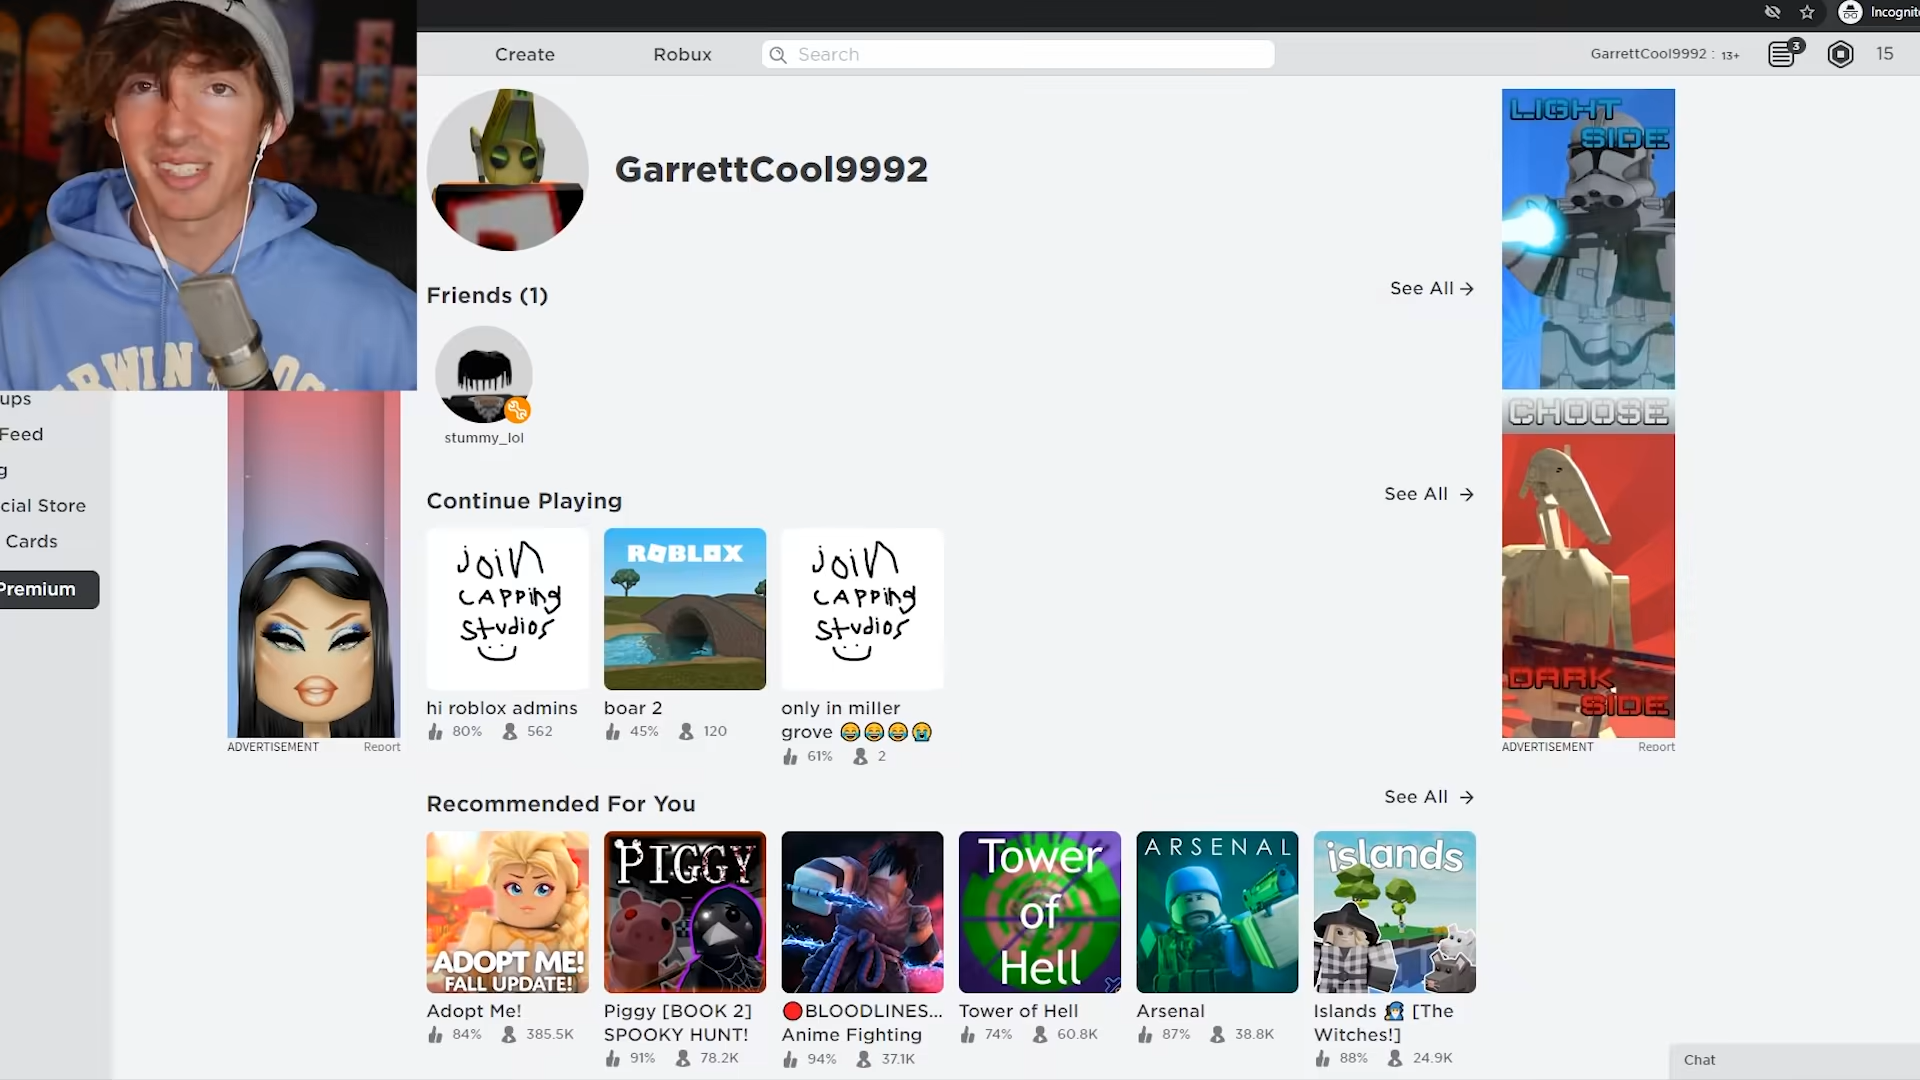 Incognit
Create
Robux
Search
GarrettCool9992 : 13+
3
15
GarrettCool9992
LIGHT
SIDE
Friends (1)
See All →
stummy_lol
RWIN
ups
Feed
g
cial Store
Cards
Premium
CHOOSE
DARK
SIDE
ADVERTISEMENT
Report
ADVERTISEMENT
Report
Continue Playing
See All →
join
CAPPing
Studios
ROBLOX
join
CAPPing
Studios
hi roblox admins
80% 562
boar 2
45% 120
only in miller
grove 😂😂😂😭
61% 2
Recommended For You
See All →
ADOPT ME!
FALL UPDATE!
PIGGY
Tower
of
Hell
ARSENAL
islands
Adopt Me!
84% 385.5K
Piggy [BOOK 2]
SPOOKY HUNT!
91% 78.2K
🔴BLOODLINES...
Anime Fighting
94% 37.1K
Tower of Hell
74% 60.8K
Arsenal
87% 38.8K
Islands 🧙‍♀️ [The
Witches!]
88% 24.9K
Chat